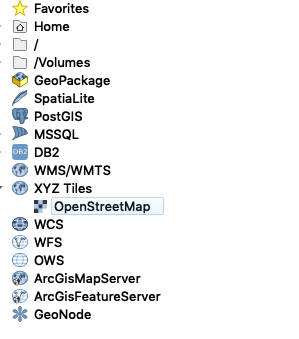 Favorites
Home
/
/Volumes
GeoPackage
SpatiaLite
PostGIS
MSSQL
DB2 DB2
WMS/WMTS
XYZ Tiles
OpenStreetMap
WCS
WFS
OWS
ArcGisMapServer
ArcGisFeatureServer
GeoNode